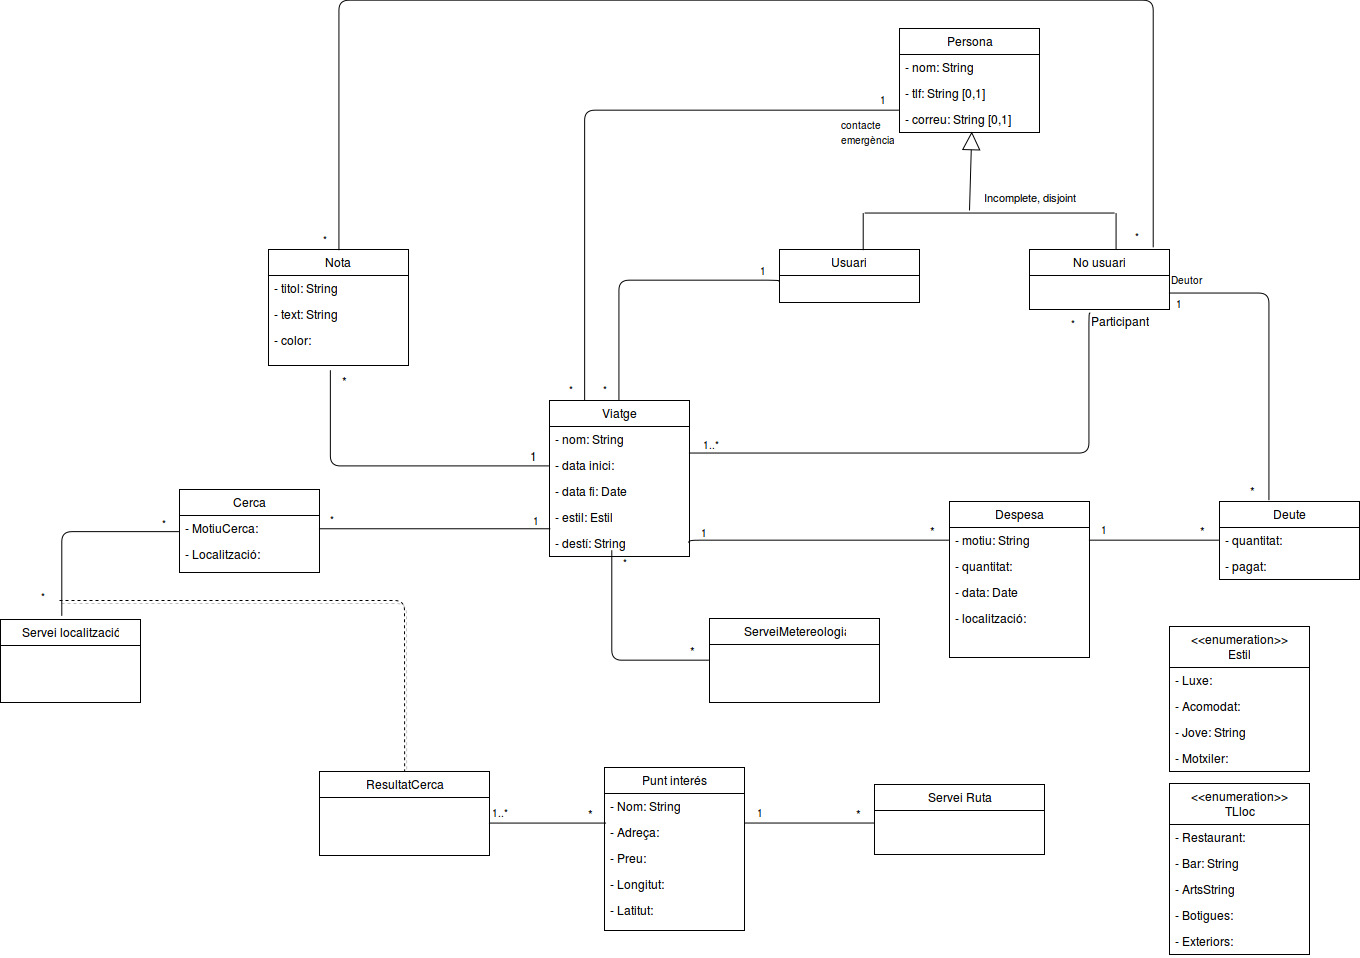 Persona
- nom: String
- tlf: String [0,1]
- correu: String [0,1]
1
contacte
emergència
Incomplete, disjoint
*
*
Nota
- titol: String
- text: String
- color:
*
1
Usuari
1
No usuari
Deutor
1
*
Participant
*
*
Viatge
- nom: String
- data inici:
- data fi: Date
- estil: Estil
- destí: String
1..*
1
*
*
Cerca
- MotiuCerca:
- Localització:
*
*
Servei localització
*
*
ServeiMetereologi
1
*
Despesa
- motiu: String
- quantitat:
- data: Date
- localització:
1
*
*
Deute
- quantitat:
- pagat:
<<enumeration>>
Estil
- Luxe:
- Acomodat:
- Jove: String
- Motxiler:
<<enumeration>>
TLloc
- Restaurant:
- Bar: String
- ArtsString
- Botigues:
- Exteriors:
ResultatCerca
1..*
*
Punt interés
- Nom: String
- Adreça:
- Preu:
- Longitut:
- Latitut:
1
*
Servei Ruta